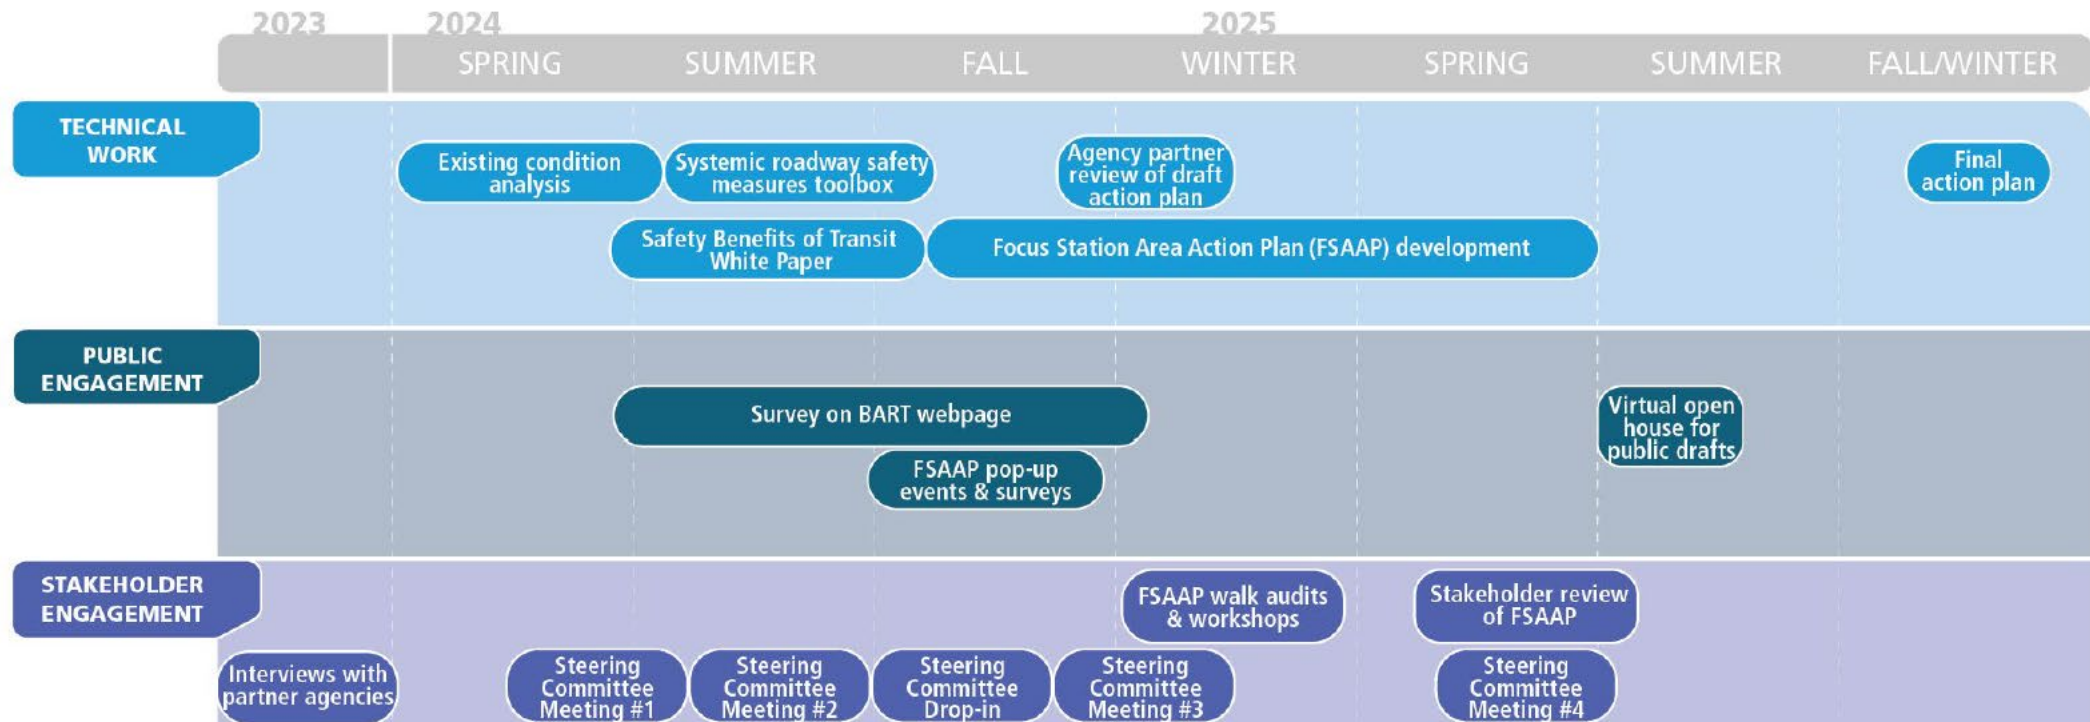 2023
2024
2025
SPRING
SUMMER
FALL
WINTER
SPRING
SUMMER
FALL/WINTER
TECHNICAL
WORK
Existing condition
analysis
Systemic roadway safety
measures toolbox
Agency partner
review of draft
action plan
Final
action plan
Safety Benefits of Transit
White Paper
Focus Station Area Action Plan (FSAAP) development
PUBLIC
ENGAGEMENT
Survey on BART webpage
Virtual open
house for
public drafts
FSAAP pop-up
events & surveys
STAKEHOLDER
ENGAGEMENT
FSAAP walk audits
& workshops
Stakeholder review
of FSAAP
Interviews with
partner agencies
Steering
Committee
Meeting #1
Steering
Committee
Meeting #2
Steering
Committee
Drop-in
Steering
Committee
Meeting #3
Steering
Committee
Meeting #4